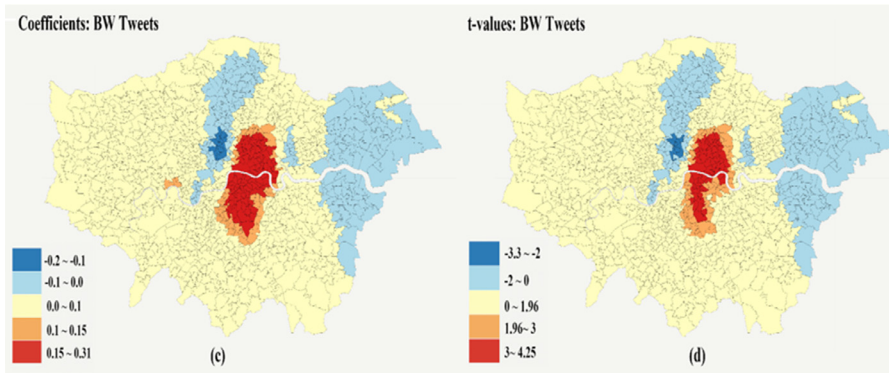 Coefficients: BW Tweets
-0.2 ~ -0.1
-0.1 ~ 0.0
0.0 ~ 0.1
0.1 ~ 0.15
0.15 ~ 0.31
(c)
t-values: BW Tweets
-3.3 ~ -2
-2 ~ 0
0 ~ 1.96
1.96~ 3
3~ 4.25
(d)